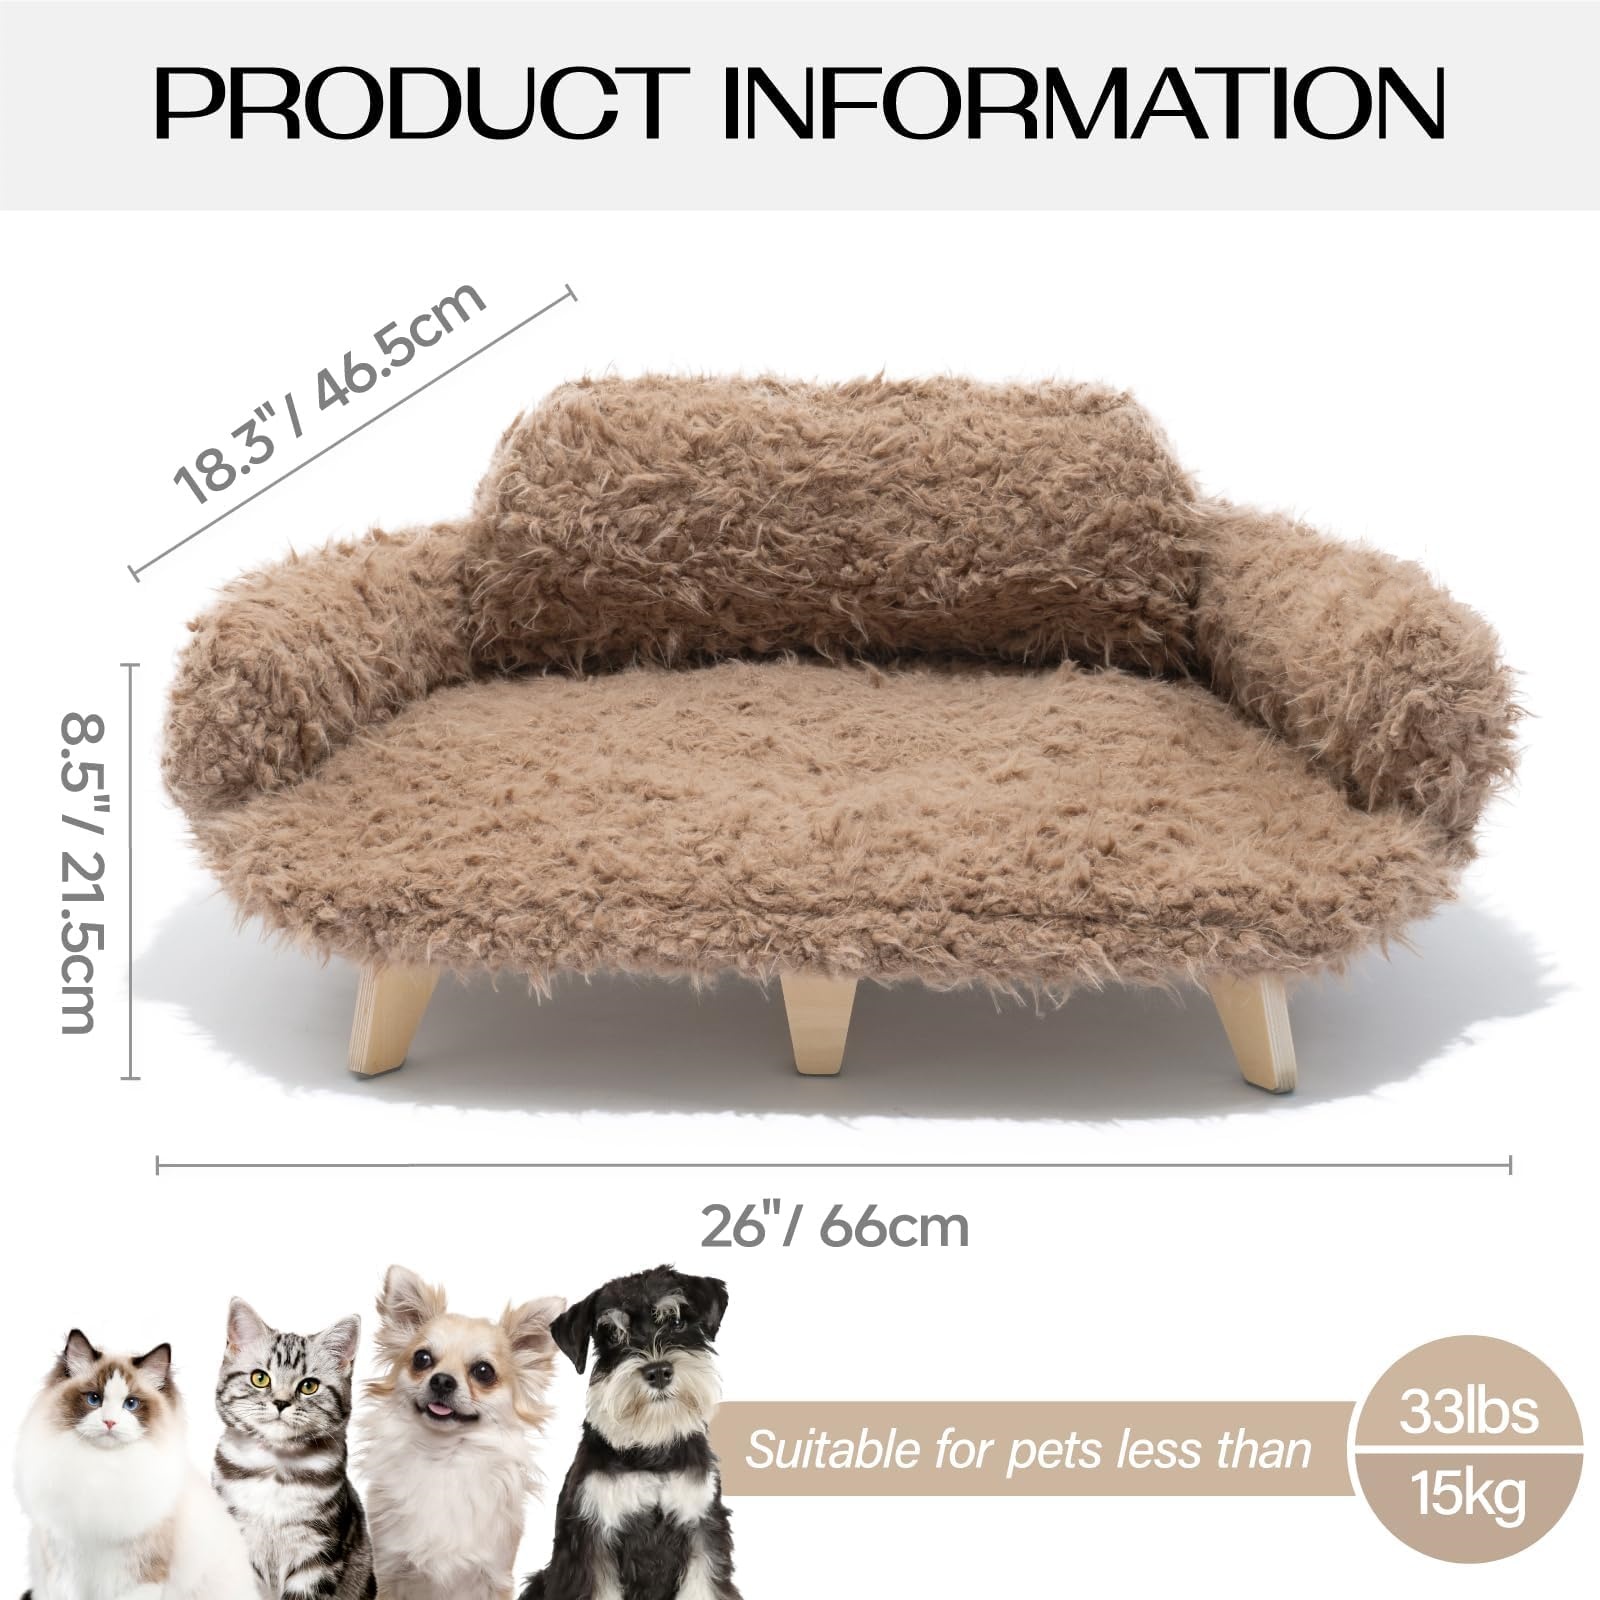 PRODUCT INFORMATION
18.3"/ 46.5cm
8.5"/ 21.5cm
26"/ 66cm
Suitable for pets less than
33lbs
15kg